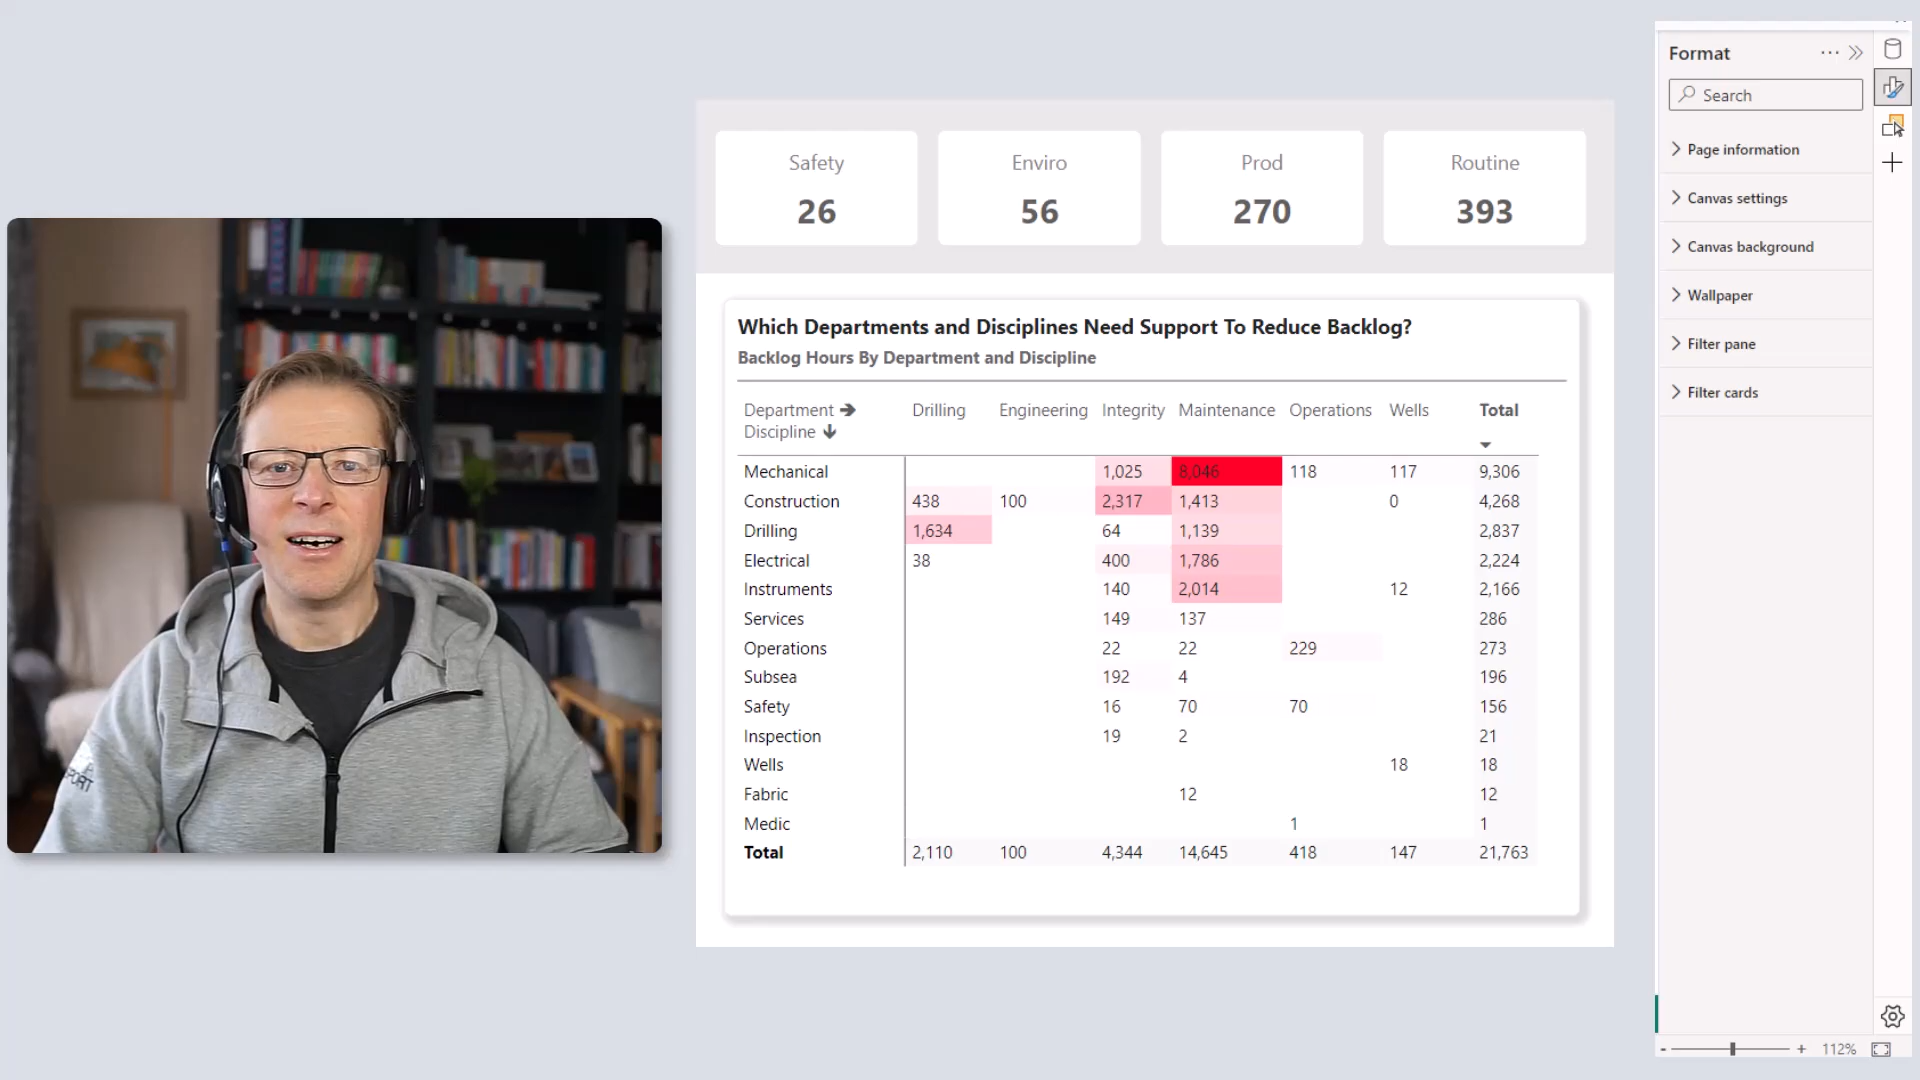 Safety Enviro Prod Routine
26 56 270 393
Which Departments and Disciplines Need Support To Reduce Backlog?
Backlog Hours By Department and Discipline
Department → Drilling Engineering Integrity Maintenance Operations Wells Total
Discipline ↓
Mechanical 1,025 8,046 118 117 9,306
Construction 438 100 2,317 1,413 0 4,268
Drilling 1,634 64 1,139 2,837
Electrical 38 400 1,786 2,224
Instruments 140 2,014 12 2,166
Services 149 137 286
Operations 22 22 229 273
Subsea 192 4 196
Safety 16 70 70 156
Inspection 19 2 21
Wells 18 18
Fabric 12 12
Medic 1 1
Total 2,110 100 4,344 14,645 418 147 21,763
Format
Search
Page information
Canvas settings
Canvas background
Wallpaper
Filter pane
Filter cards
- + 112%